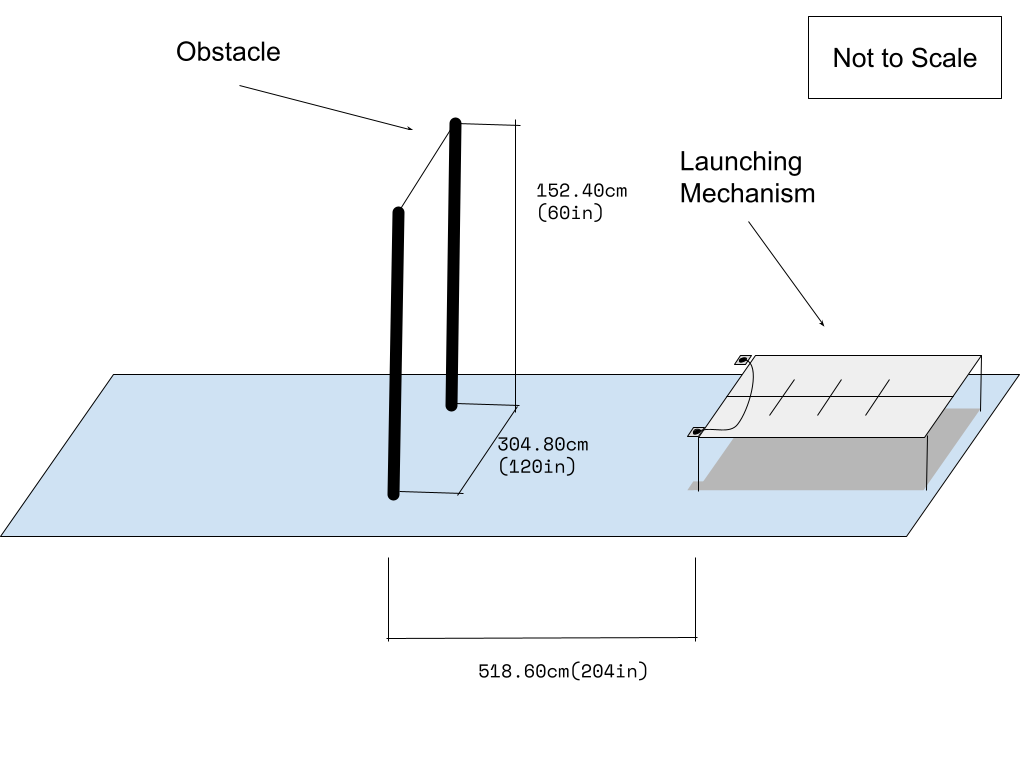 Obstacle
Not to Scale
Launching
Mechanism
152.40cm
(60in)
304.80cm
(120in)
518.60cm(204in)